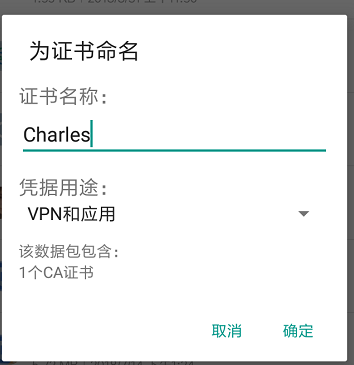 为证书命名
证书名称：
Charles
凭据用途：
VPN和应用
该数据包包含：
1个CA证书
取消 确定